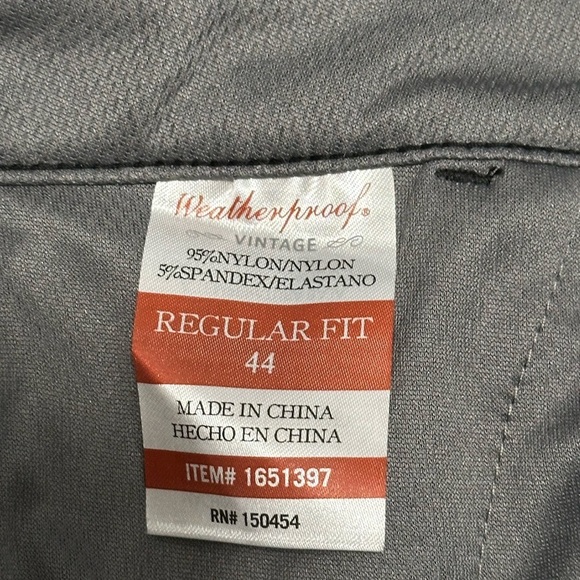 Weatherproof®
VINTAGE
95%NYLON/NYLON
5%SPANDEX/ELASTANO
REGULAR FIT
44
MADE IN CHINA
HECHO EN CHINA
ITEM# 1651397
RN# 150454